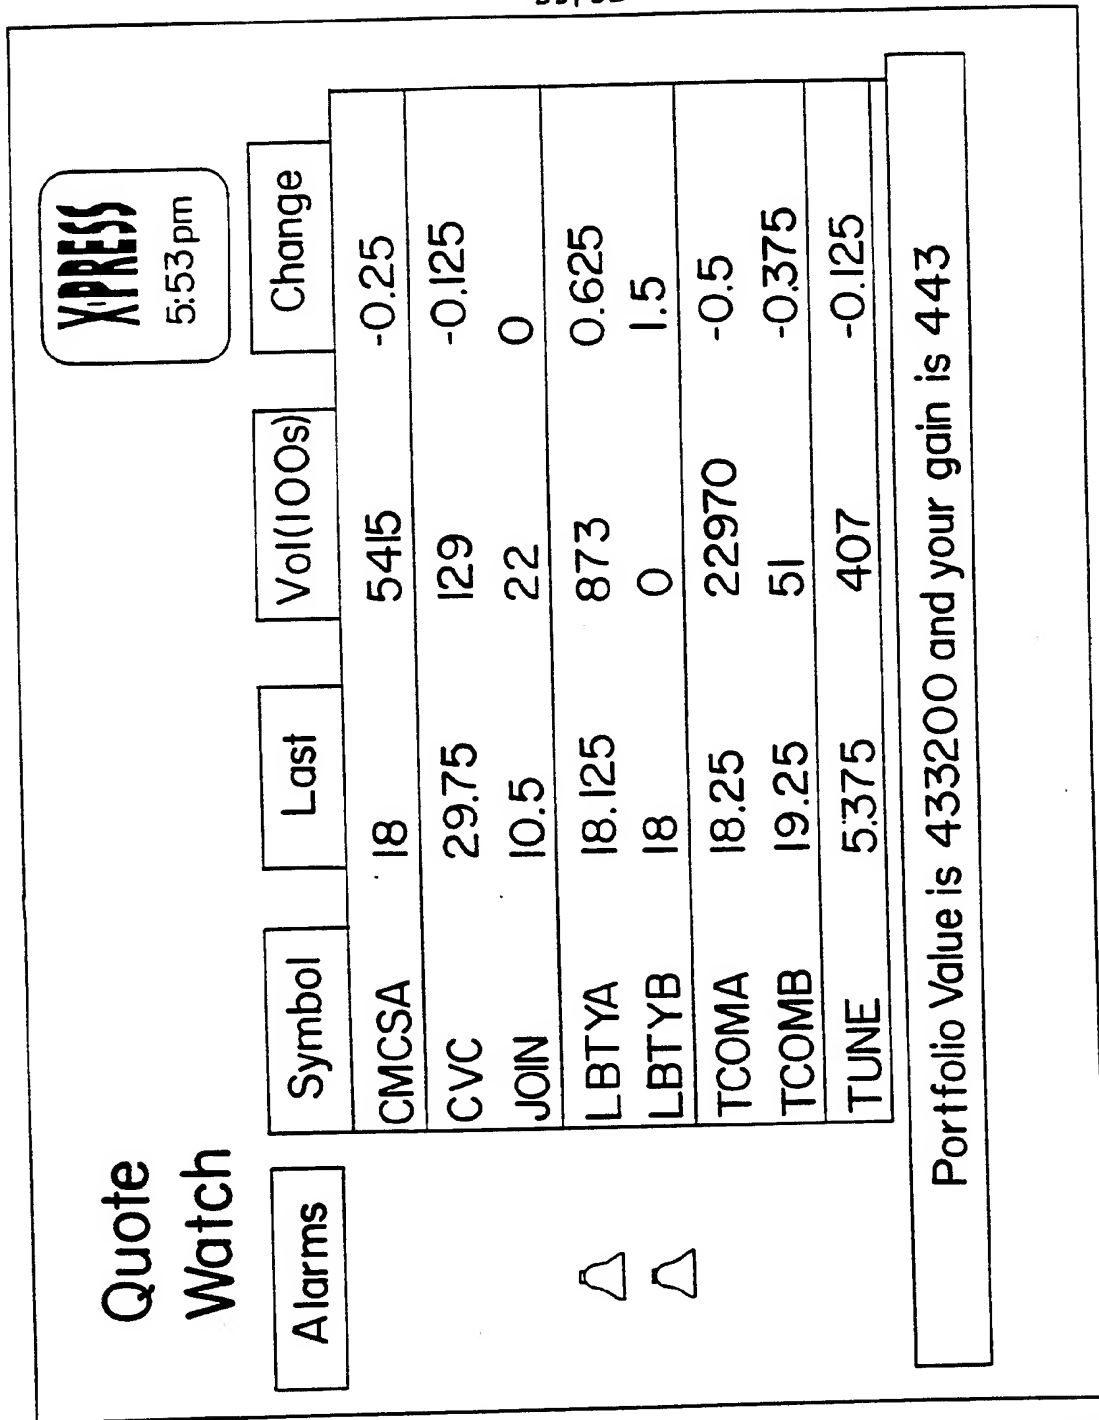 Quote
Watch
X·PRESS
5:53pm
Alarms Symbol Last Vol(100s) Change
CMCSA 18 5415 -0.25
CVC 29.75 129 -0.125
JOIN 10.5 22 0
LBTYA 18.125 873 0.625
LBTYB 18 0 1.5
TCOMA 18.25 22970 -0.5
TCOMB 19.25 51 -0.375
TUNE 5.375 407 -0.125
Portfolio Value is 433200 and your gain is 443